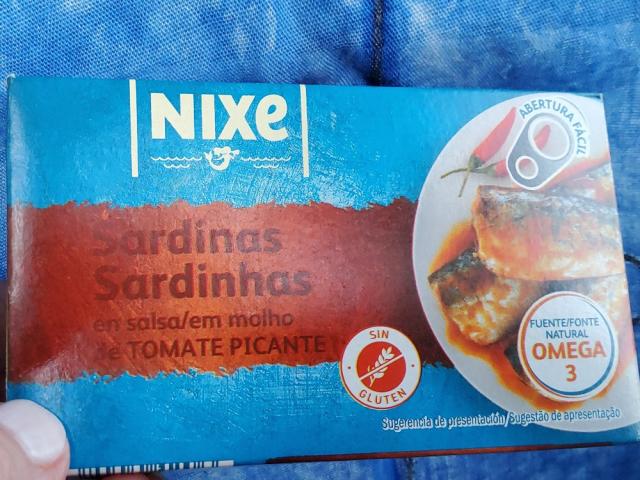 NIXe
ABERTURA FÁCIL
Sardinas
Sardinhas
en salsa/em molho
de TOMATE PICANTE
SIN
GLUTEN
FUENTE/FONTE
NATURAL
OMEGA
3
Sugerencia de presentación/Sugestão de apresentação